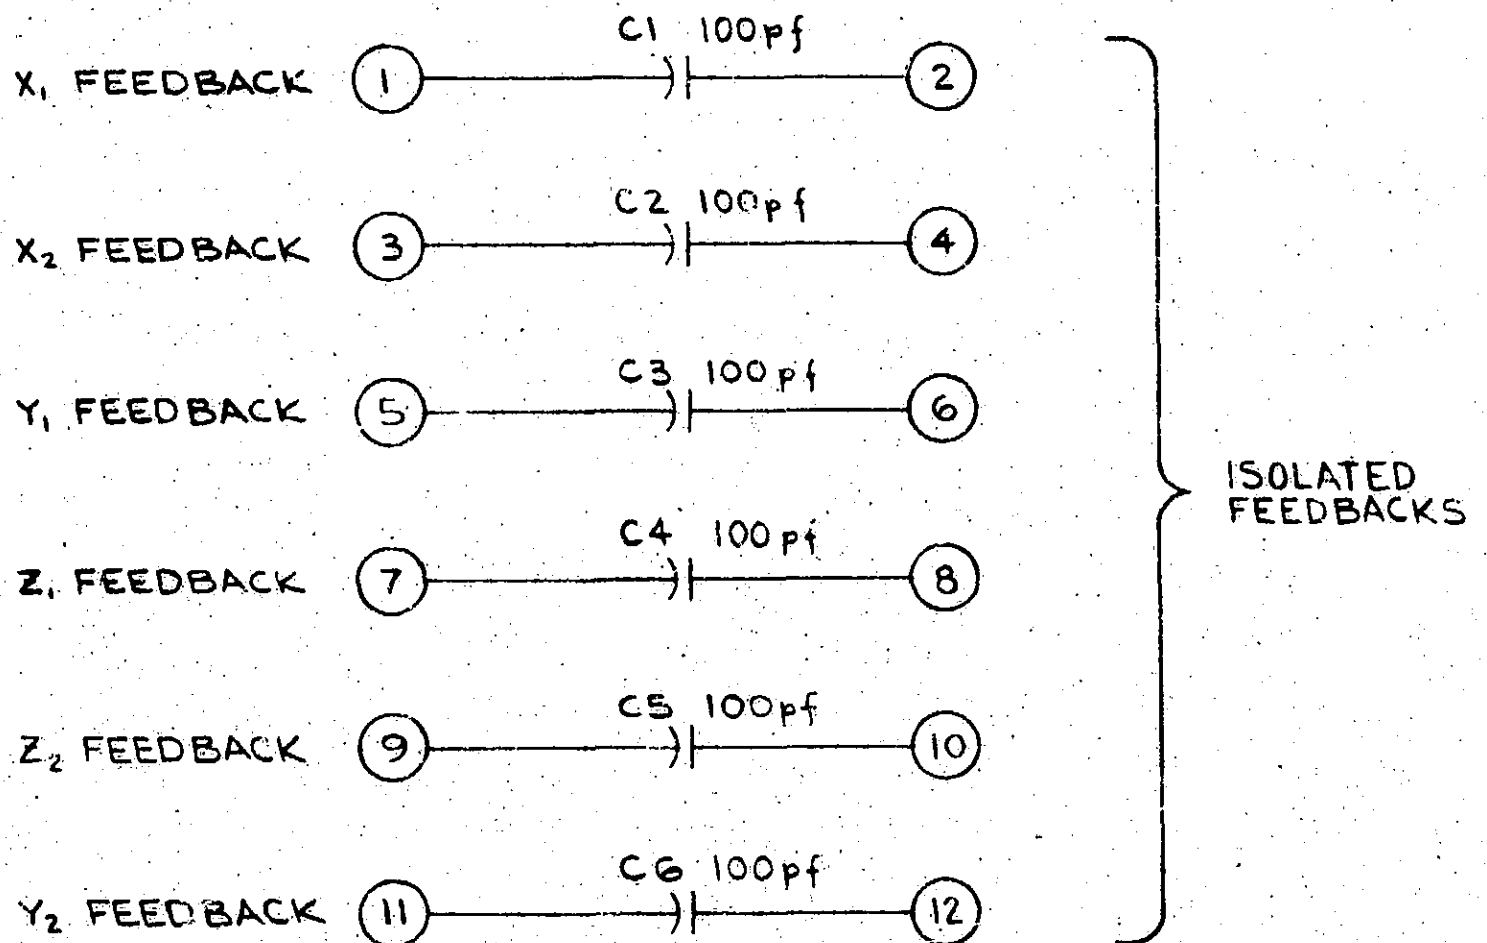 C1 100pf
X₁ FEEDBACK 1 2
C2 100pf
X₂ FEEDBACK 3 4
C3 100pf
Y₁ FEEDBACK 5 6
ISOLATED
FEEDBACKS
C4 100pf
Z₁ FEEDBACK 7 8
C5 100pf
Z₂ FEEDBACK 9 10
C6 100pf
Y₂ FEEDBACK 11 12